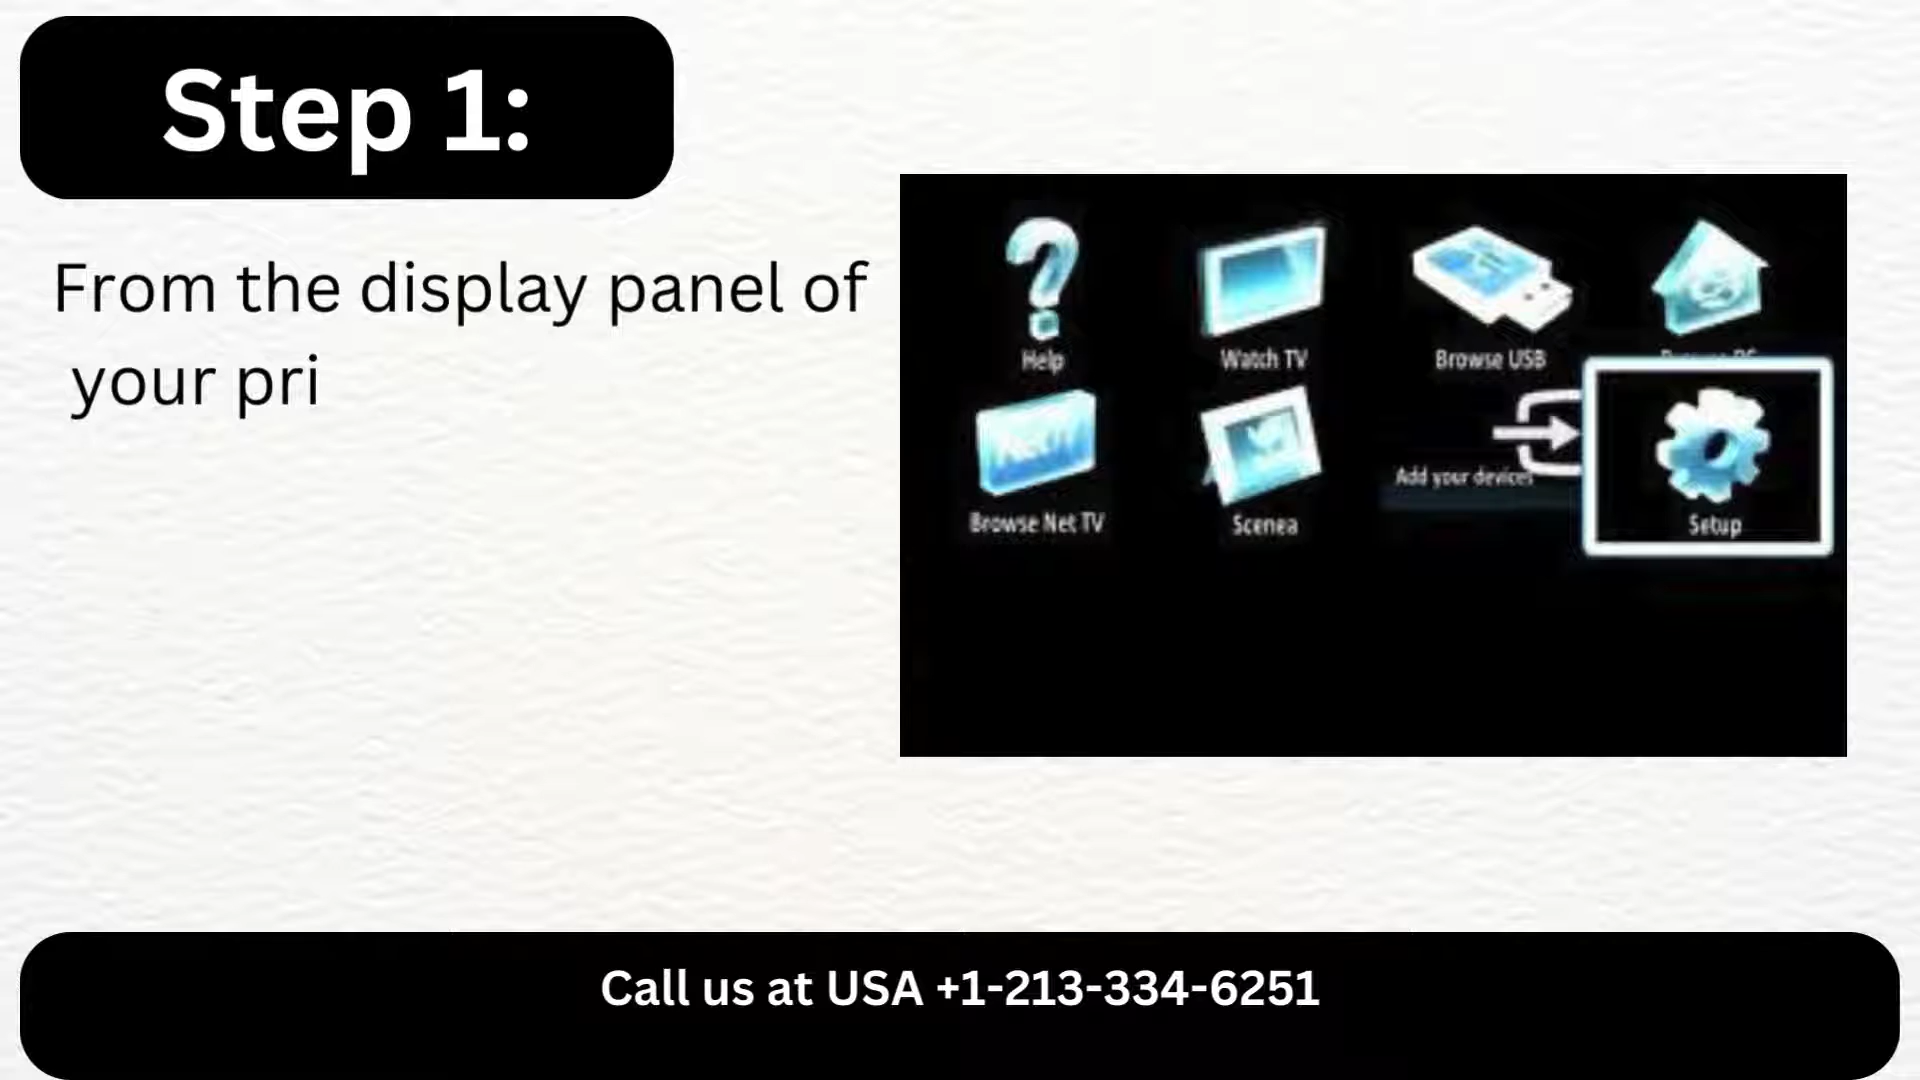 Step 1:
From the display panel of
your pri
Help
Watch TV
Browse USB
Browse Net TV
Scenea
Add your devices
Setup
Call us at USA +1-213-334-6251